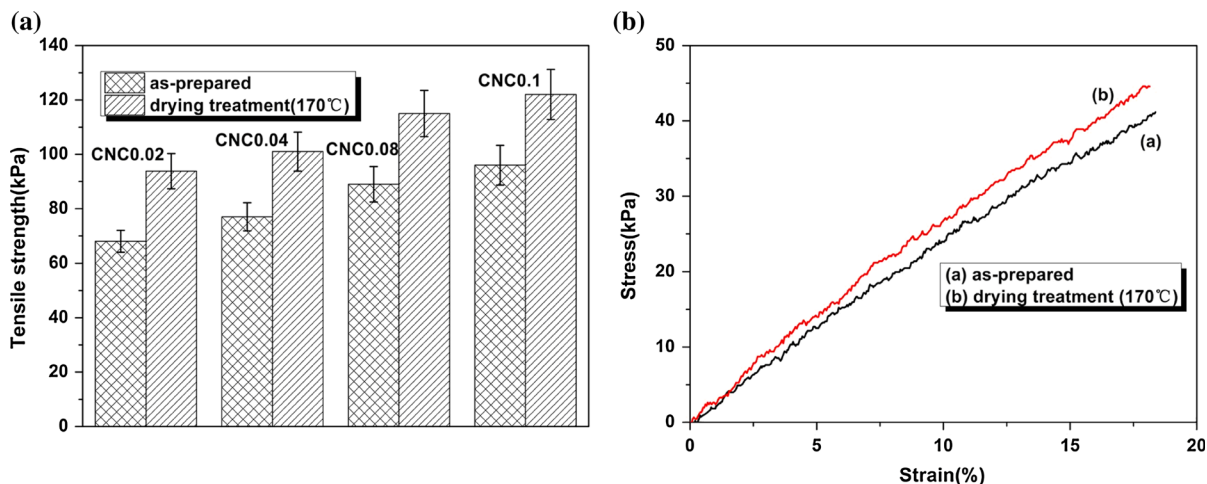 (a)
Tensile strength(kPa)
140
120
100
80
60
40
20
0
as-prepared
drying treatment(170℃)
CNC0.02
CNC0.04
CNC0.08
CNC0.1
(b)
Stress(kPa)
50
40
30
20
10
0
(b)
(a)
(a) as-prepared
(b) drying treatment (170℃)
0 5 10 15 20
Strain(%)